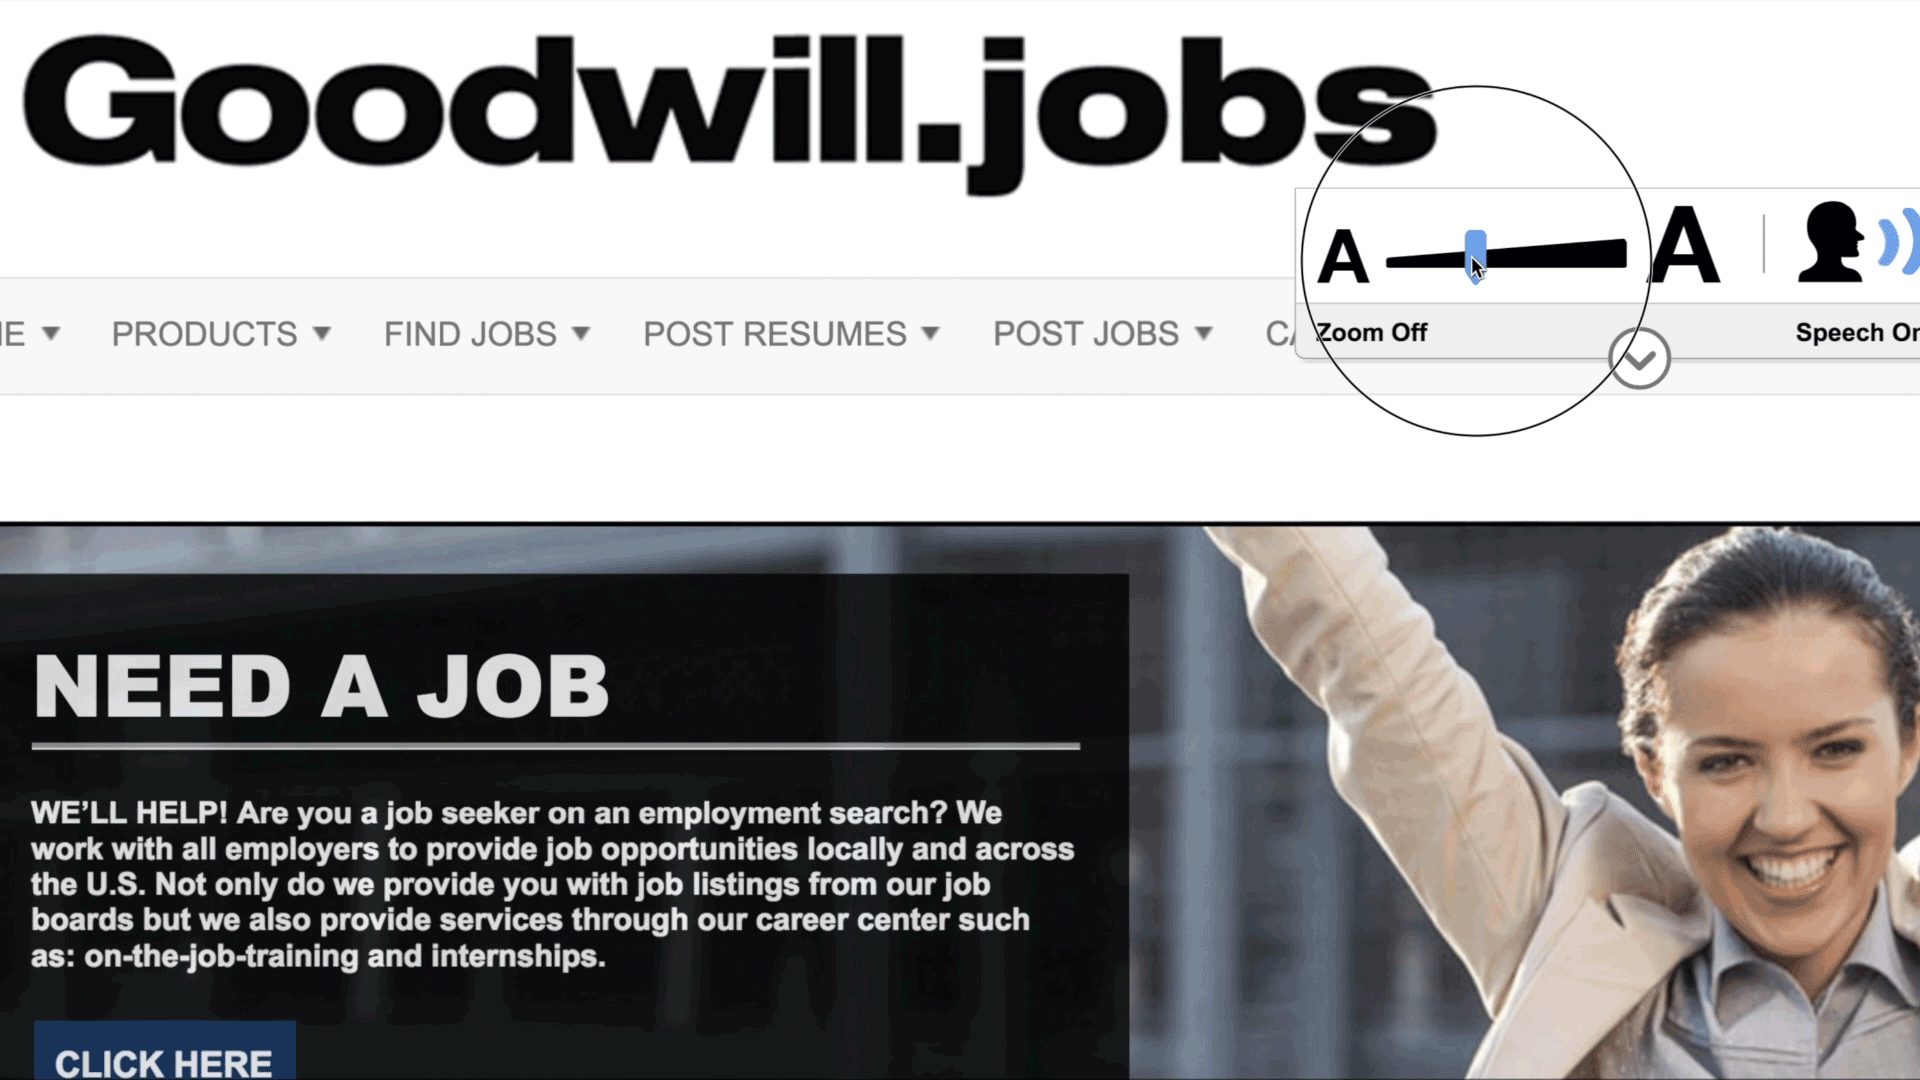 Goodwill.jobs
A A
Zoom Off Speech On
PRODUCTS FIND JOBS POST RESUMES POST JOBS
NEED A JOB
WE’LL HELP! Are you a job seeker on an employment search? We
work with all employers to provide job opportunities locally and across
the U.S. Not only do we provide you with job listings from our job
boards but we also provide services through our career center such
as: on-the-job-training and internships.
CLICK HERE